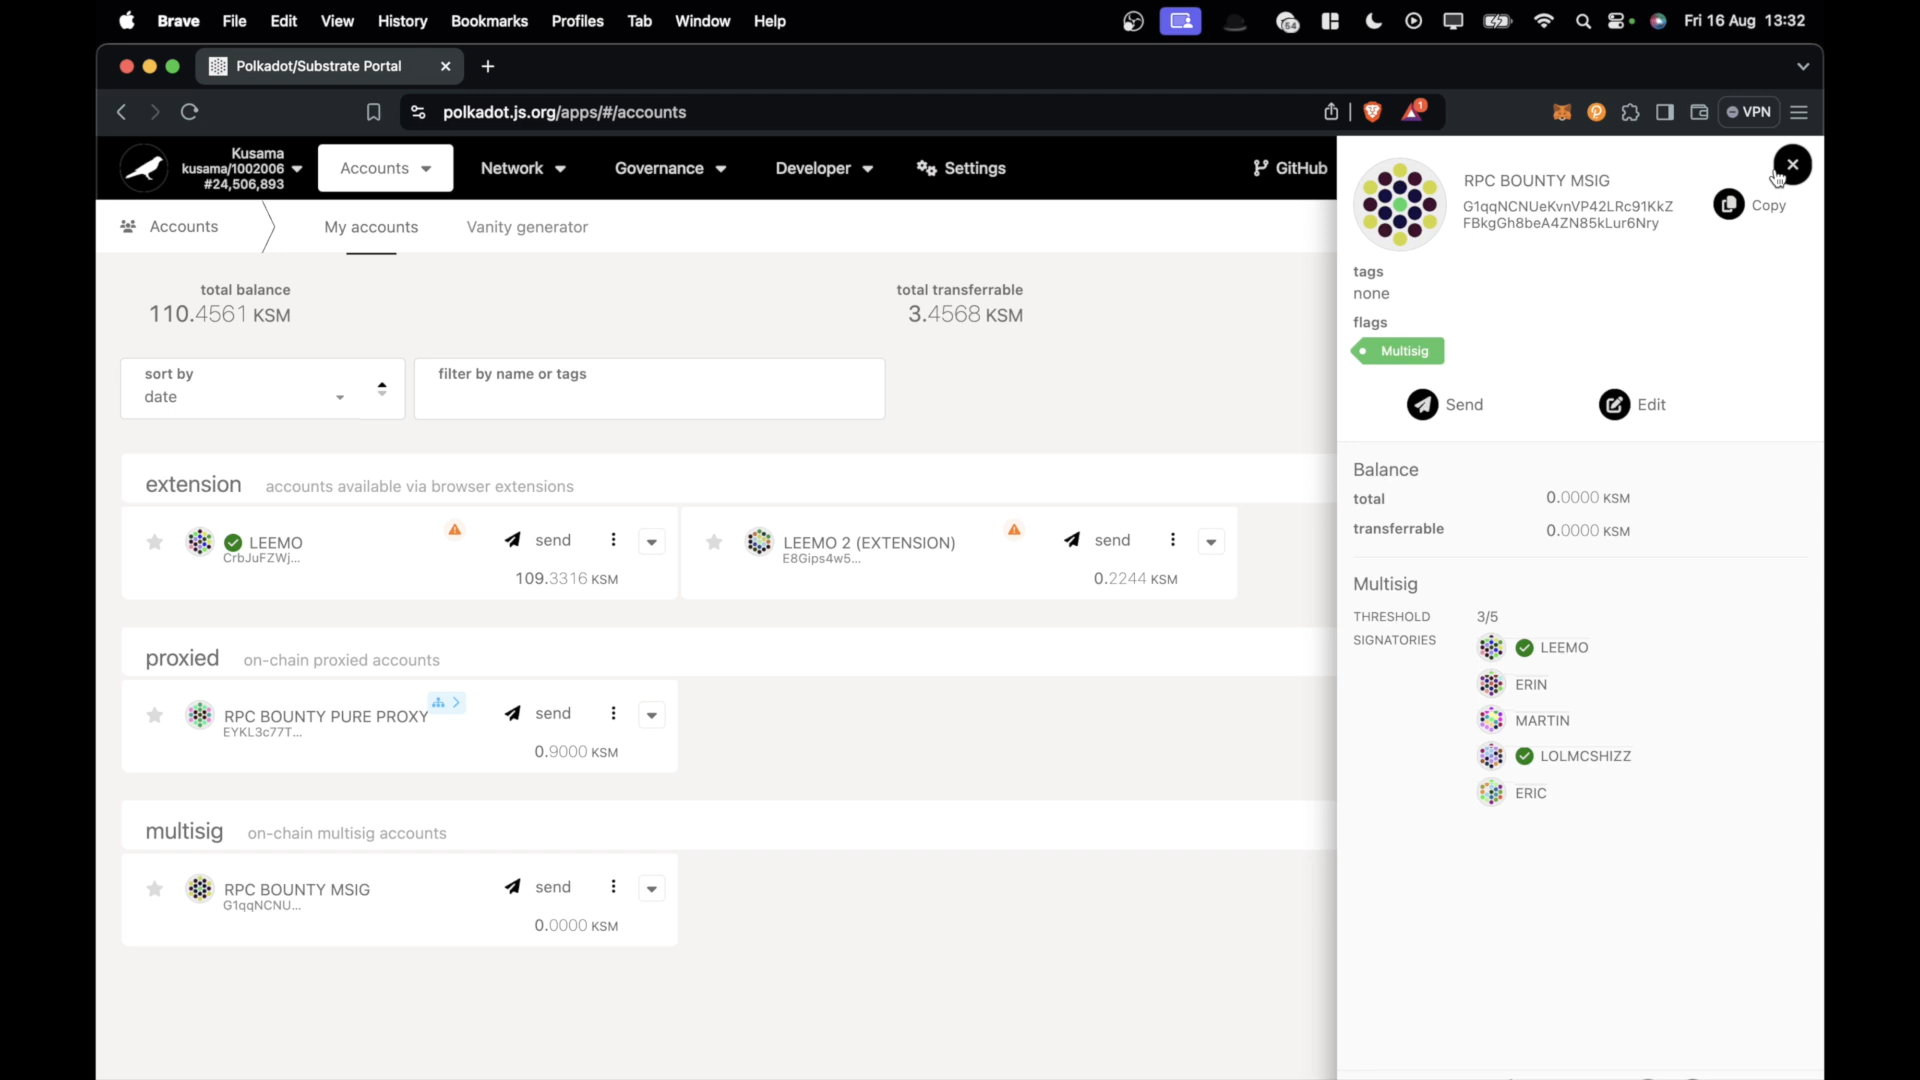 Brave File Edit View History Bookmarks Profiles Tab Window Help 54 Fri 16 Aug 13:32
Polkadot/Substrate Portal
polkadot.js.org/apps/#/accounts 1 VPN
Kusama
kusama/1002006
#24,506,893
Accounts Network Governance Developer Settings GitHub
Accounts My accounts Vanity generator
total balance
110.4561 KSM
total transferrable
3.4568 KSM
sort by
date
filter by name or tags
extension accounts available via browser extensions
LEEMO
CrbJuFZWj...
send
109.3316 KSM
LEEMO 2 (EXTENSION)
E8Gips4w5...
send
0.2244 KSM
proxied on-chain proxied accounts
RPC BOUNTY PURE PROXY
EYKL3c77T...
send
0.9000 KSM
multisig on-chain multisig accounts
RPC BOUNTY MSIG
G1qqNCNU...
send
0.0000 KSM
RPC BOUNTY MSIG
G1qqNCNUeKvnVP42LRc91KkZ
FBkgGh8beA4ZN85kLur6Nry
Copy
tags
none
flags
Multisig
Send Edit
Balance
total 0.0000 KSM
transferrable 0.0000 KSM
Multisig
THRESHOLD 3/5
SIGNATORIES LEEMO
ERIN
MARTIN
LOLMCSHIZZ
ERIC